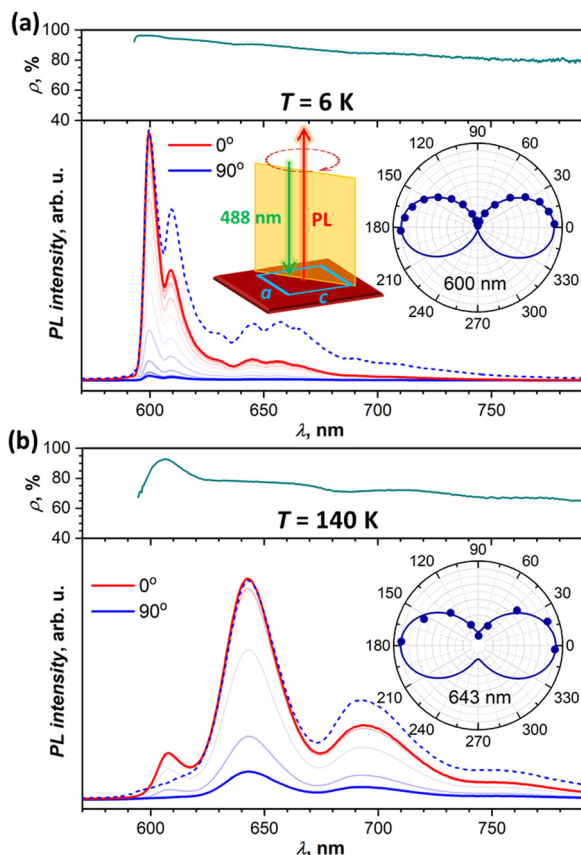 (a)
ρ, %
100
80
60
40
T = 6 K
PL intensity, arb. u.
0°
90°
488 nm
PL
a
c
90
120
60
150
30
180
0
210
330
240
300
270
600 nm
600
650
700
750
λ, nm
(b)
ρ, %
100
80
60
40
T = 140 K
PL intensity, arb. u.
0°
90°
90
120
60
150
30
180
0
210
330
240
300
270
643 nm
600
650
700
750
λ, nm